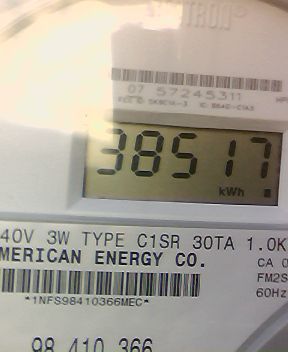 07 57245311
38517
kWh
40V 3W TYPE C1SR 30TA 1.0K
MERICAN ENERGY CO.
CA 0
FM2S
60Hz
*1NFS98410366MEC*
98 410 366